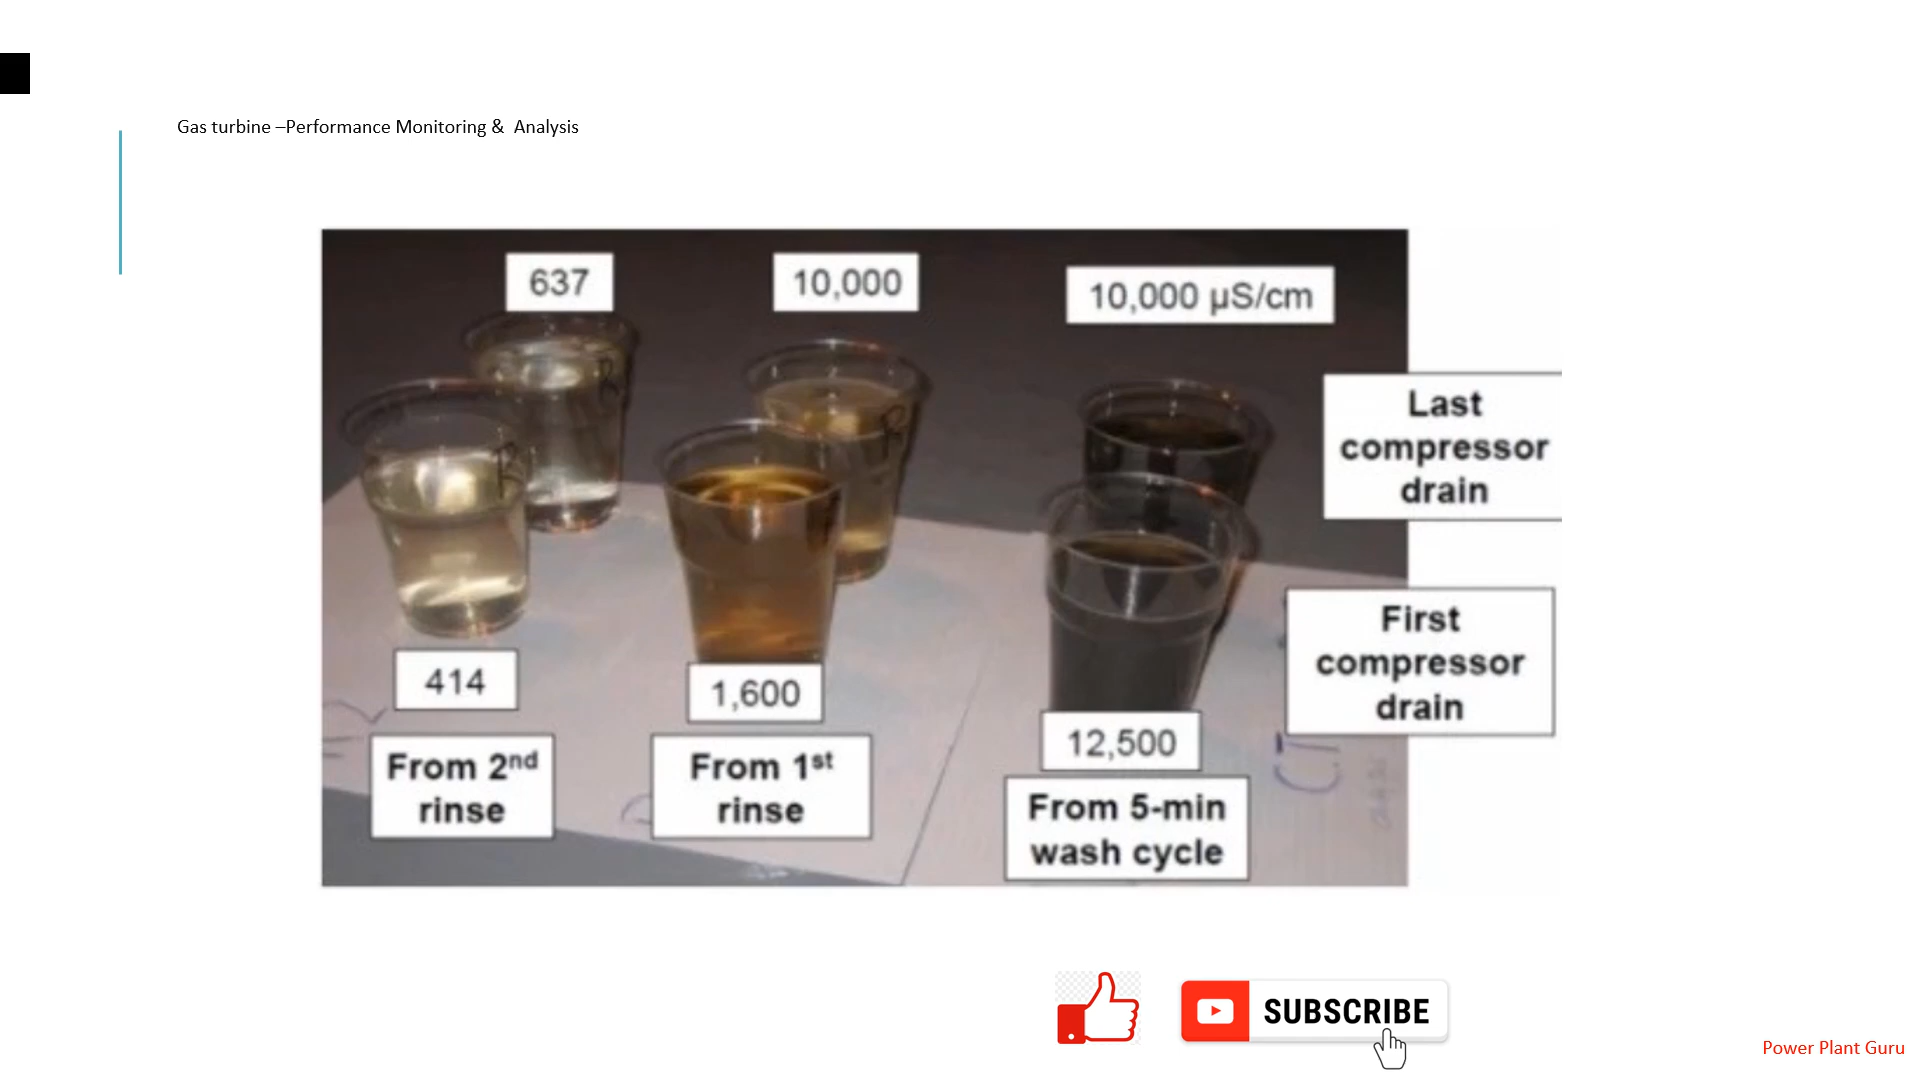 Gas turbine –Performance Monitoring &  Analysis
637
10,000
10,000 µS/cm
Last
compressor
drain
First
compressor
drain
414
1,600
12,500
From 2nd
rinse
From 1st
rinse
From 5-min
wash cycle
CT
SUBSCRIBE
Power Plant Guru